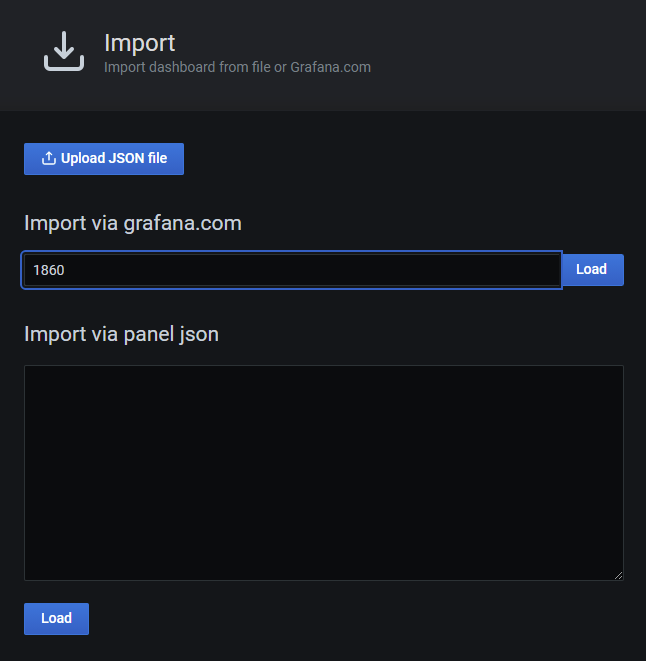 Import
Import dashboard from file or Grafana.com
Upload JSON file
Import via grafana.com
1860
Load
Import via panel json
Load